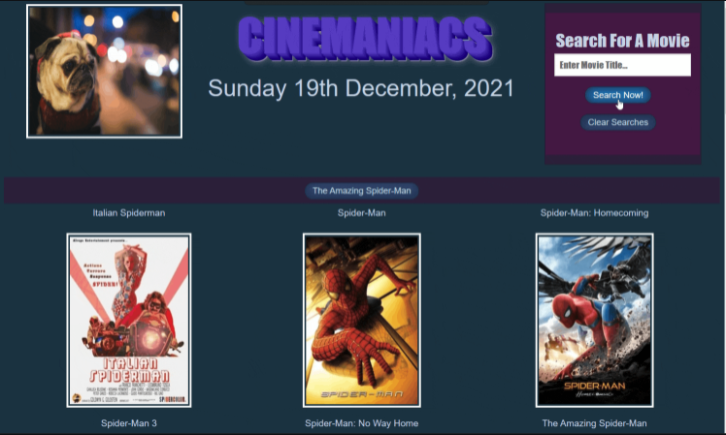 CINEMANIACS
Sunday 19th December, 2021
Search For A Movie
Enter Movie Title...
Search Now!
Clear Searches
The Amazing Spider-Man
Italian Spiderman
Spider-Man
Spider-Man: Homecoming
ITALIAN
SPIDERMAN
SPIDER-MAN
SPIDER-MAN
Spider-Man 3
Spider-Man: No Way Home
The Amazing Spider-Man